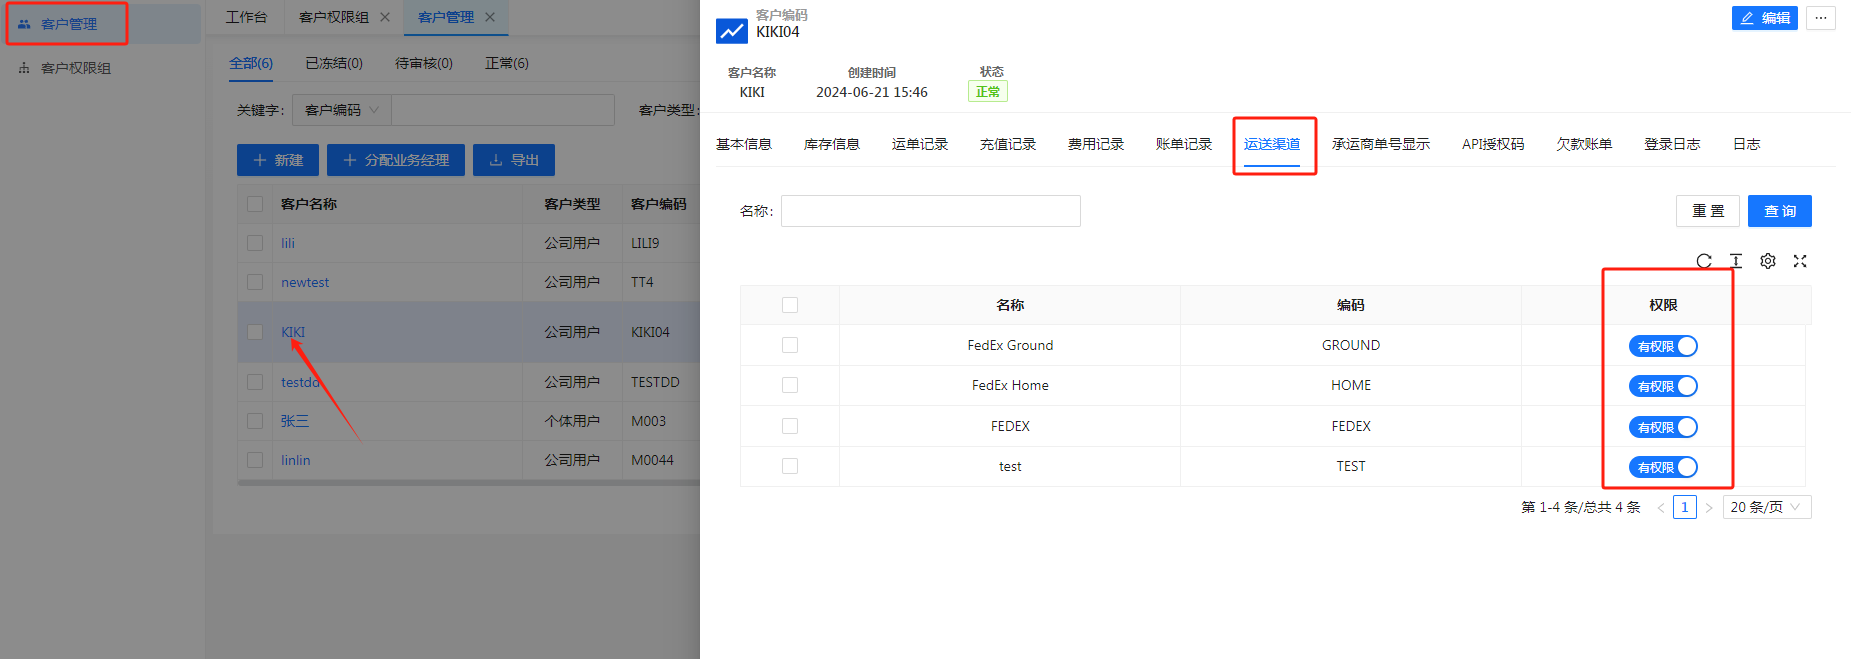 客户管理
客户权限组
工作台
客户权限组
客户管理
全部(6)
已冻结(0)
待审核(0)
正常(6)
关键字:
客户编码
客户类型:
新建
分配业务经理
导出
客户名称 客户类型 客户编码
lili 公司用户 LILI9
newtest 公司用户 TT4
KIKI 公司用户 KIKI04
testdd 公司用户 TESTDD
张三 个体用户 M003
linlin 公司用户 M0044
客户编码
KIKI04
编辑
···
客户名称 创建时间 状态
KIKI 2024-06-21 15:46 正常
基本信息 库存信息 运单记录 充值记录 费用记录 账单记录 运送渠道 承运商单号显示 API授权码 欠款账单 登录日志 日志
名称:
重 置
查 询
名称 编码 权限
FedEx Ground GROUND 有权限
FedEx Home HOME 有权限
FEDEX FEDEX 有权限
test TEST 有权限
第 1-4 条/总共 4 条 < 1 > 20 条/页